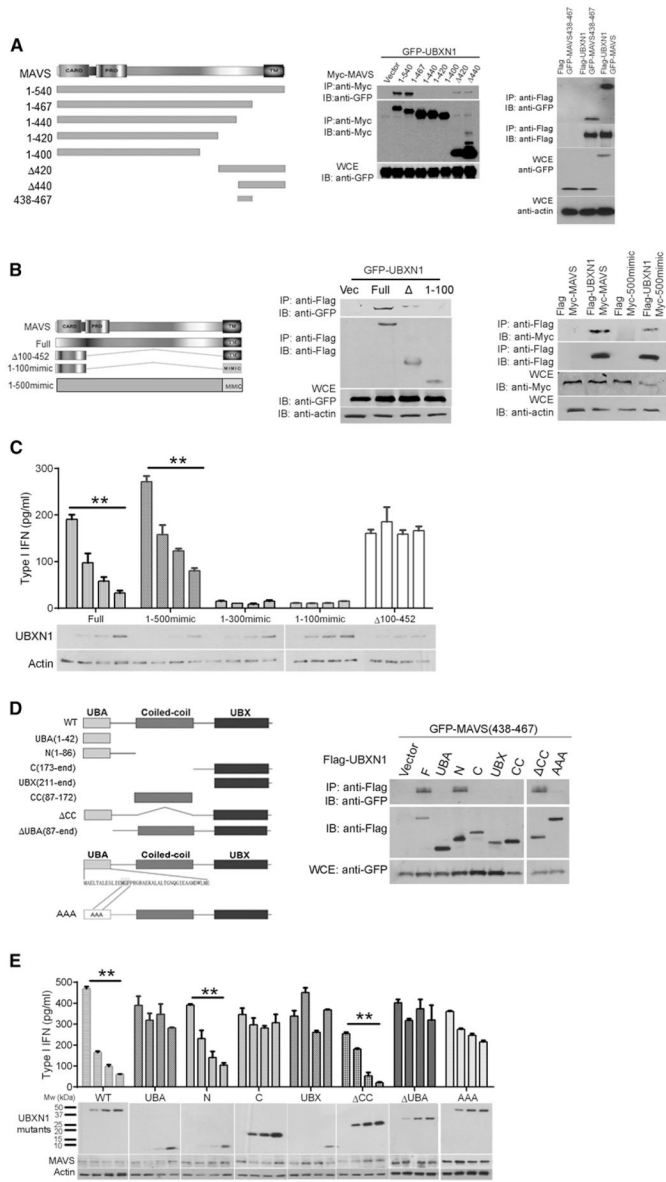 A
MAVS
CARD PRO TM
1-540
1-467
1-440
1-420
1-400
Δ420
Δ440
438-467
GFP-UBXN1
Myc-MAVS
Vector 1-540 1-467 1-440 1-420 1-400 Δ420 Δ440
IP:anti-Myc
IB:anti-GFP
IP:anti-Myc
IB:anti-Myc
WCE
IB: anti-GFP
Flag
GFP-MAVS438-467
Flag-UBXN1
GFP-MAVS438-467
Flag-UBXN1
GFP-MAVS
IP: anti-Flag
IB: anti-GFP
IP: anti-Flag
IB: anti-Flag
WCE
anti-GFP
WCE
anti-actin
B
MAVS
CARD PRO TM
Full
TM
Δ100-452
TM
1-100mimic
MIMIC
1-500mimic
MIMIC
GFP-UBXN1
Vec Full Δ 1-100
IP: anti-Flag
IB: anti-GFP
IP: anti-Flag
IB: anti-Flag
WCE
IB: anti-GFP
IB: anti-actin
Flag
Myc-MAVS
Flag-UBXN1
Myc-MAVS
Flag
Myc-500mimic
Flag-UBXN1
Myc-500mimic
IP: anti-Flag
IB: anti-Myc
IP: anti-Flag
IB: anti-Flag
WCE
IB: anti-Myc
WCE
IB: anti-actin
C
Type I IFN (pg/ml)
300
200
100
0
**
**
Full 1-500mimic 1-300mimic 1-100mimic Δ100-452
UBXN1
Actin
D
UBA Coiled-coil UBX
WT
UBA(1-42)
N(1-86)
C(173-end)
UBX(211-end)
CC(87-172)
ΔCC
ΔUBA(87-end)
UBA Coiled-coil UBX
AAA
AAA
GFP-MAVS(438-467)
Flag-UBXN1
Vector F UBA N C UBX CC ΔCC AAA
IP: anti-Flag
IB: anti-GFP
IB: anti-Flag
WCE: anti-GFP
E
Type I IFN (pg/ml)
500
400
300
200
100
0
**
**
**
WT UBA N C UBX ΔCC ΔUBA AAA
Mw (kDa)
50
37
25
20
15
10
UBXN1
mutants
MAVS
Actin